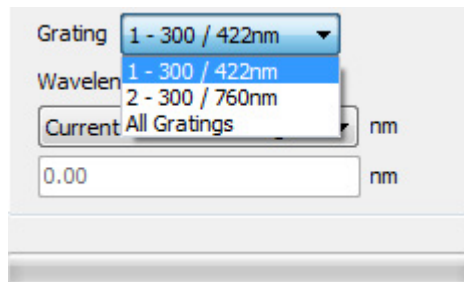 Grating 1 - 300 / 422nm
1 - 300 / 422nm
Wavelen
2 - 300 / 760nm
All Gratings
Current nm
0.00 nm